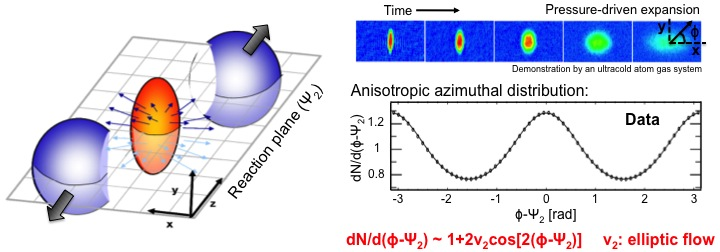 Reaction plane (Ψ₂)
y
x
z
Time
Pressure-driven expansion
y
ϕ
x
Demonstration by an ultracold atom gas system
Anisotropic azimuthal distribution:
dN/d(ϕ-Ψ₂)
1.2
1
0.8
Data
-3 -2 -1 0 1 2 3
ϕ-Ψ₂ [rad]
dN/d(ϕ-Ψ₂) ~ 1+2v₂cos[2(ϕ-Ψ₂)] v₂: elliptic flow